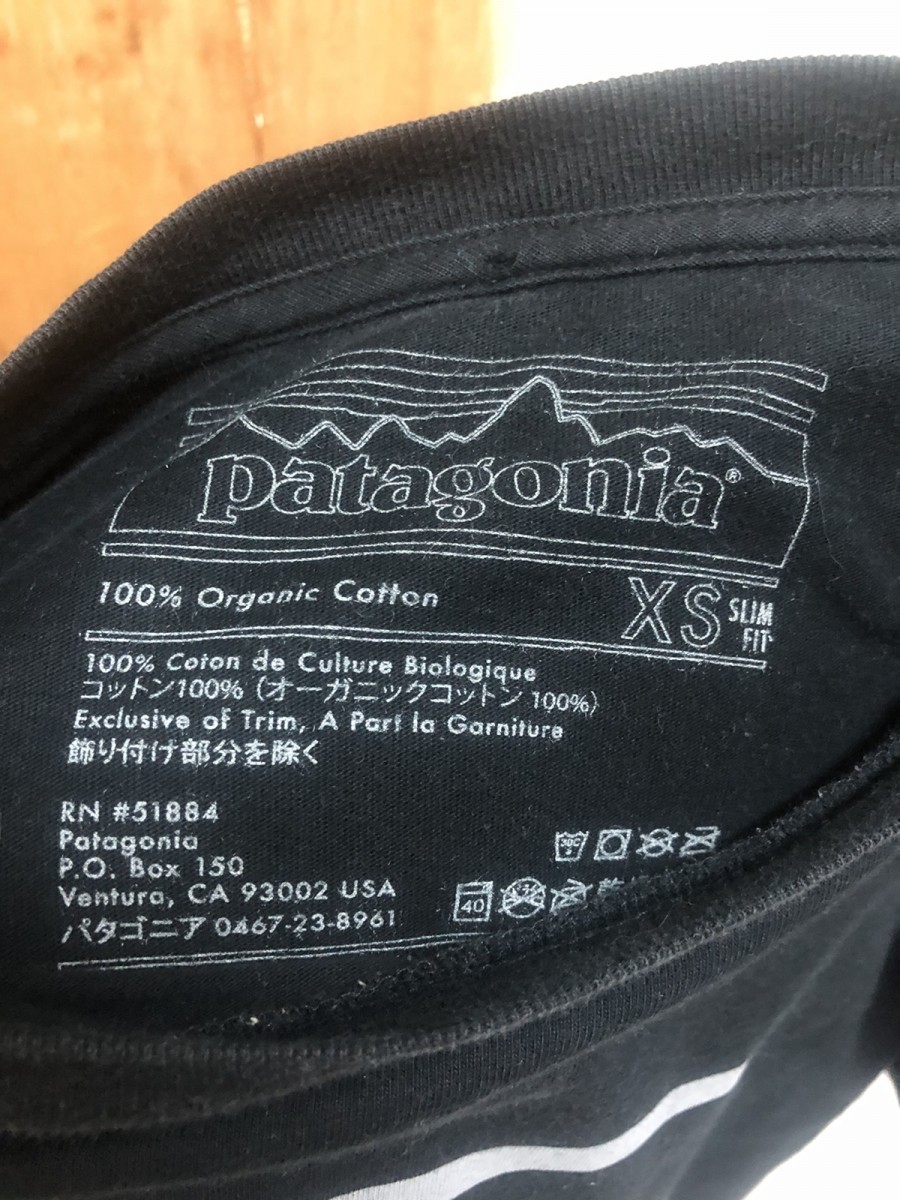 patagonia®
100% Organic Cotton
XS SLIM FIT
100% Coton de Culture Biologique
コットン100%（オーガニックコットン 100%）
Exclusive of Trim, A Part la Garniture
飾り付け部分を除く
RN #51884
Patagonia
P.O. Box 150
Ventura, CA 93002 USA
パタゴニア 0467-23-8961
30C
40